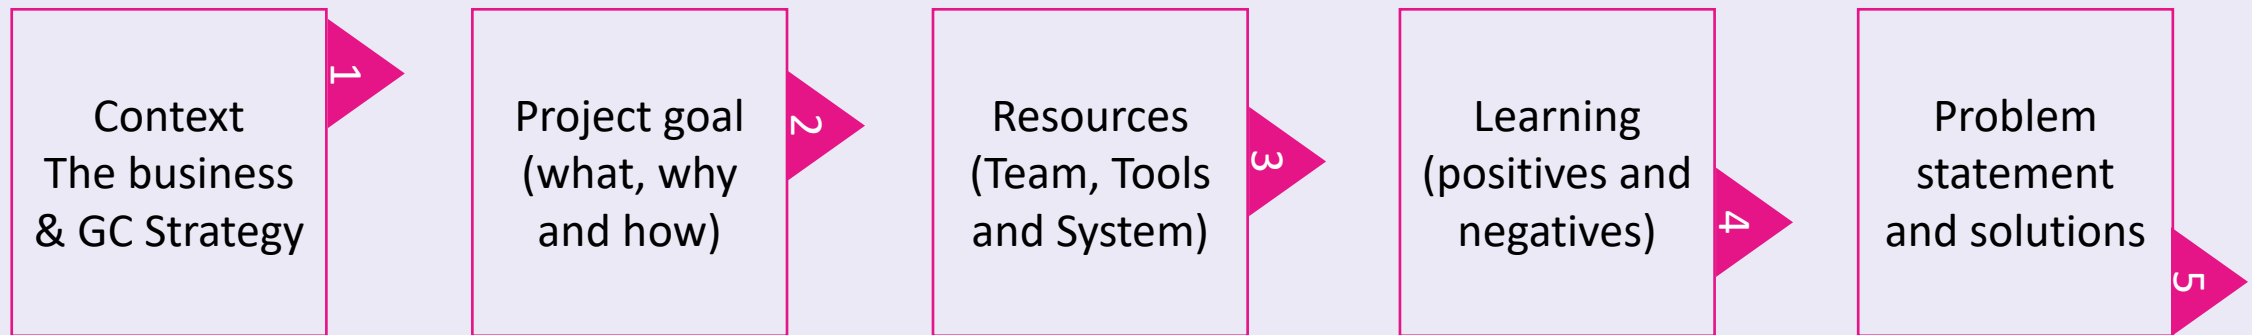 Context
The business
& GC Strategy
1
Project goal
(what, why
and how)
2
Resources
(Team, Tools
and System)
3
Learning
(positives and
negatives)
4
Problem
statement
and solutions
5